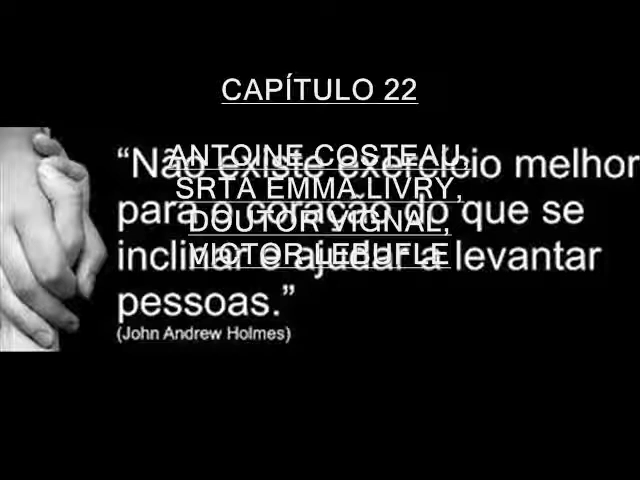 CAPÍTULO 22
ANTOINE COSTEAU,
SRTA EMMA LIVRY,
DOUTOR VIGNAL,
VICTOR LEBUFLE
“Não existe exercício melhor
para o coração do que se
inclinar e ajudar a levantar
pessoas.”
(John Andrew Holmes)